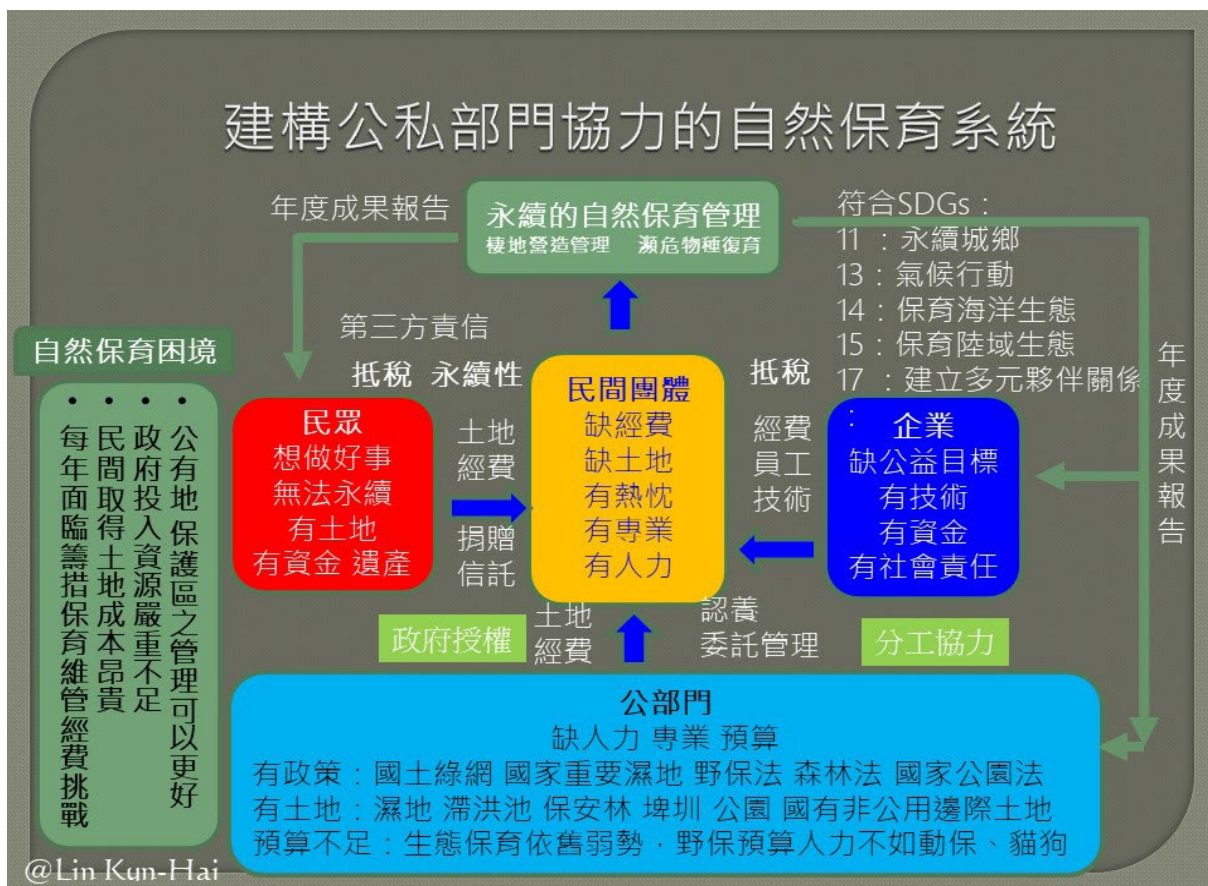 建構公私部門協力的自然保育系統
年度成果報告
永續的自然保育管理
棲地營造管理 瀕危物種復育
符合SDGs：
11 ：永續城鄉
13：氣候行動
14：保育海洋生態
15：保育陸域生態
17 ：建立多元夥伴關係
：
年度成果報告
自然保育困境
• 公有地 保護區之管理可以更好
• 政府投入資源嚴重不足
• 民間取得土地成本昂貴
• 每年面臨籌措保育維管經費挑戰
第三方責信
抵稅 永續性
民眾
想做好事
無法永續
有土地
有資金 遺產
土地
經費
捐贈
信託
民間團體
缺經費
缺土地
有熱忱
有專業
有人力
抵稅
經費
員工
技術
企業
缺公益目標
有技術
有資金
有社會責任
政府授權
土地
經費
認養
委託管理
分工協力
公部門
缺人力 專業 預算
有政策：國土綠網 國家重要濕地 野保法 森林法 國家公園法
有土地：濕地 滯洪池 保安林 埤圳 公園 國有非公用邊際土地
預算不足：生態保育依舊弱勢，野保預算人力不如動保、貓狗
@Lin Kun-Hai